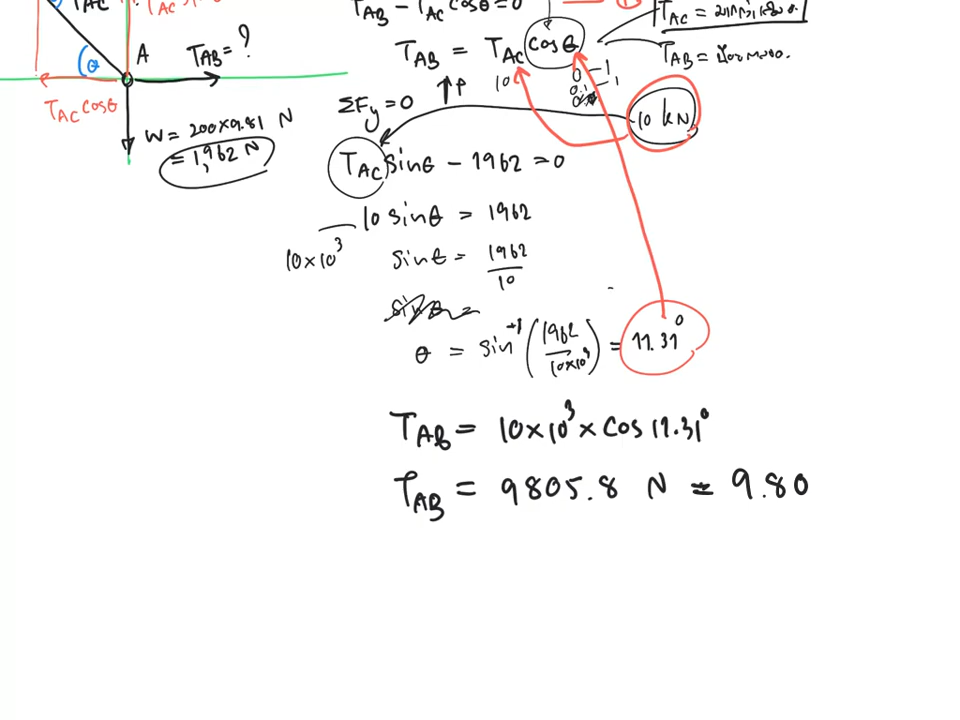 T_AB - T_AC cosθ = 0
T_AC =
T_AB = T_AC cosθ
T_AB =
T_AB = ?
A
θ
10
0 - 1
T_AC cosθ
ΣF_y = 0
10 kN
W = 200×9.81 N
= 1,962 N
T_AC sinθ - 1962 = 0
10 sinθ = 1962
10×10³
sinθ = 1962/10
θ = sin⁻¹(1962/10×10³) = 11.31°
T_AB = 10×10³ × cos 11.31°
T_AB = 9805.8 N = 9.80